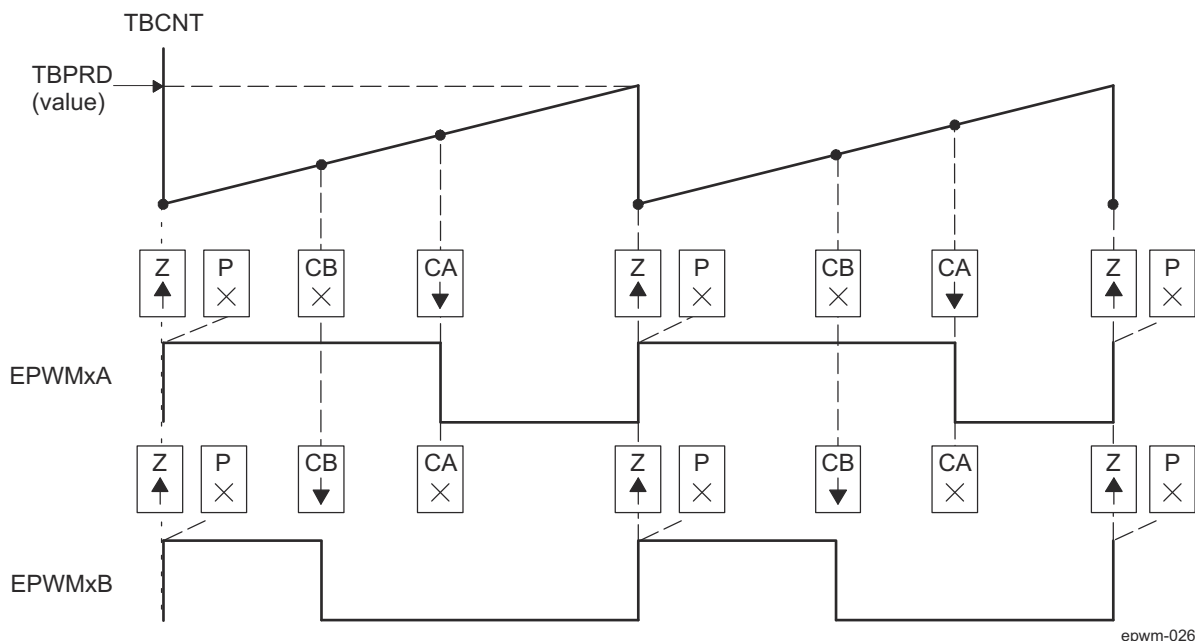 TBCNT
TBPRD
(value)
Z P CB CA Z P CB CA Z P
EPWMxA
Z P CB CA Z P CB CA Z P
EPWMxB
epwm-026